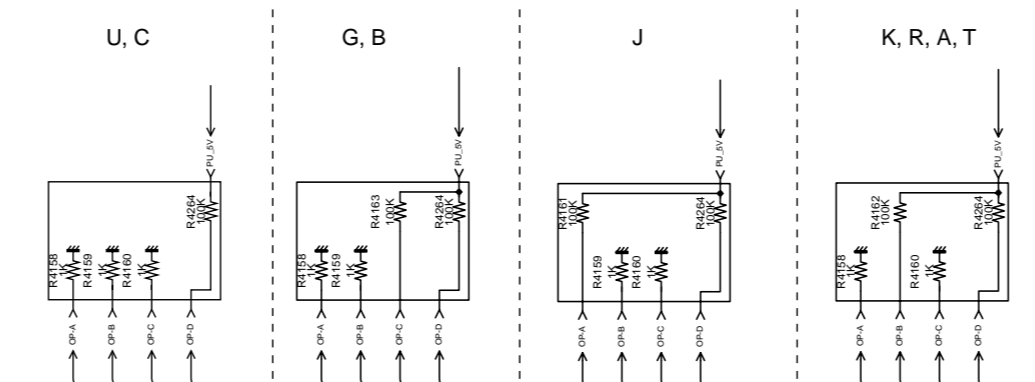 U, C
PU_5V
R4264
100K
R4158
1K
R4159
1K
R4160
1K
OP-A
OP-B
OP-C
OP-D
G, B
PU_5V
R4163
100K
R4264
100K
R4158
1K
R4159
1K
OP-A
OP-B
OP-C
OP-D
J
PU_5V
R4161
100K
R4264
100K
R4159
1K
R4160
1K
OP-A
OP-B
OP-C
OP-D
K, R, A, T
PU_5V
R4162
100K
R4264
100K
R4158
1K
R4160
1K
OP-A
OP-B
OP-C
OP-D